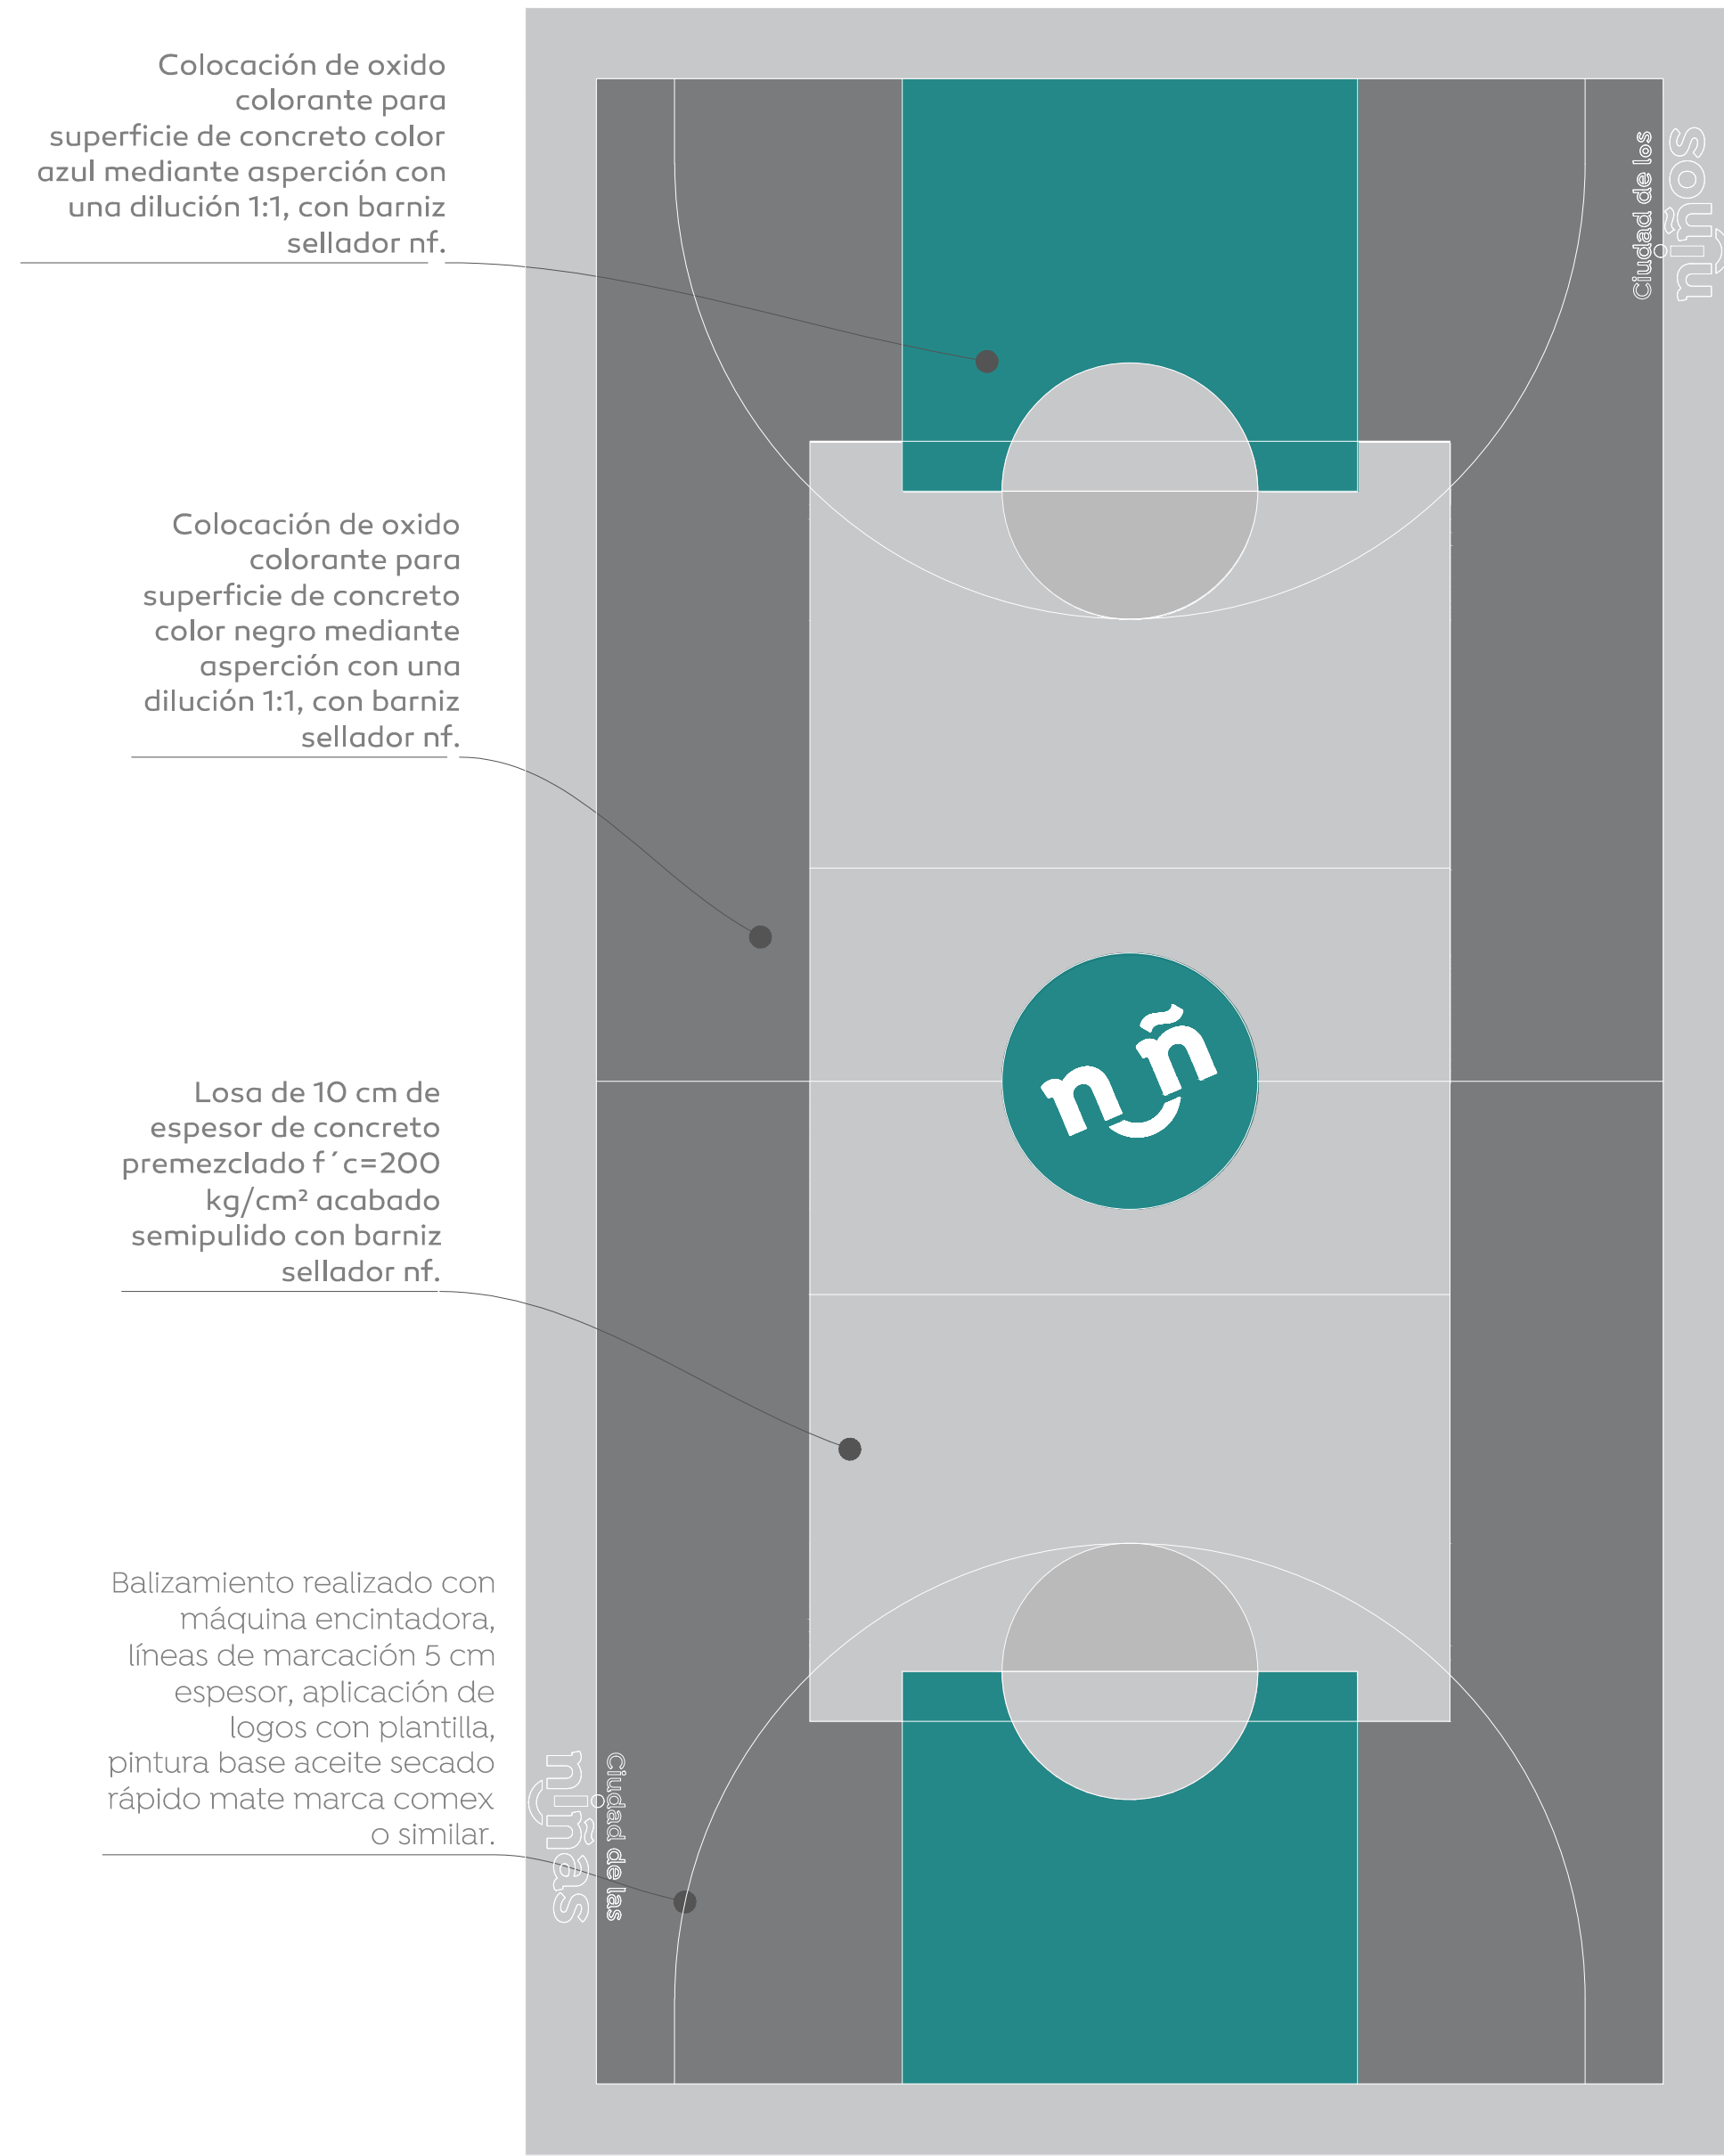 Colocación de oxido
colorante para
superficie de concreto color
azul mediante asperción con
una dilución 1:1, con barniz
sellador nf.
Ciudad de los
niños
Colocación de oxido
colorante para
superficie de concreto
color negro mediante
asperción con una
dilución 1:1, con barniz
sellador nf.
n ñ
Losa de 10 cm de
espesor de concreto
premezclado f´c=200
kg/cm² acabado
semipulido con barniz
sellador nf.
Balizamiento realizado con
máquina encintadora,
líneas de marcación 5 cm
espesor, aplicación de
logos con plantilla,
pintura base aceite secado
rápido mate marca comex
o similar.
Ciudad de las
niñas